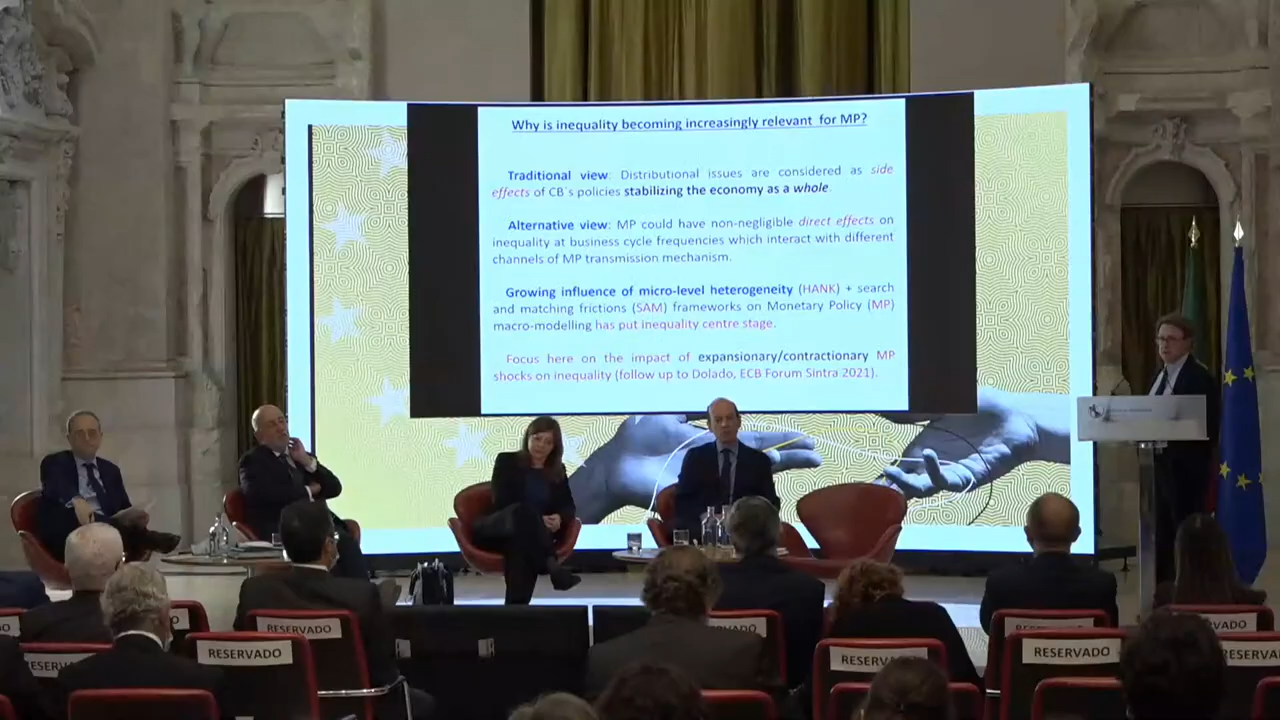 Why is inequality becoming increasingly relevant for MP?
Traditional view: Distributional issues are considered as side
effects of CB's policies stabilizing the economy as a whole.
Alternative view: MP could have non-negligible direct effects on
inequality at business cycle frequencies which interact with different
channels of MP transmission mechanism.
Growing influence of micro-level heterogeneity (HANK) + search
and matching frictions (SAM) frameworks on Monetary Policy (MP)
macro-modelling has put inequality centre stage.
Focus here on the impact of expansionary/contractionary MP
shocks on inequality (follow up to Dolado, ECB Forum Sintra 2021).
RESERVADO
RESERVADO
RESERVADO